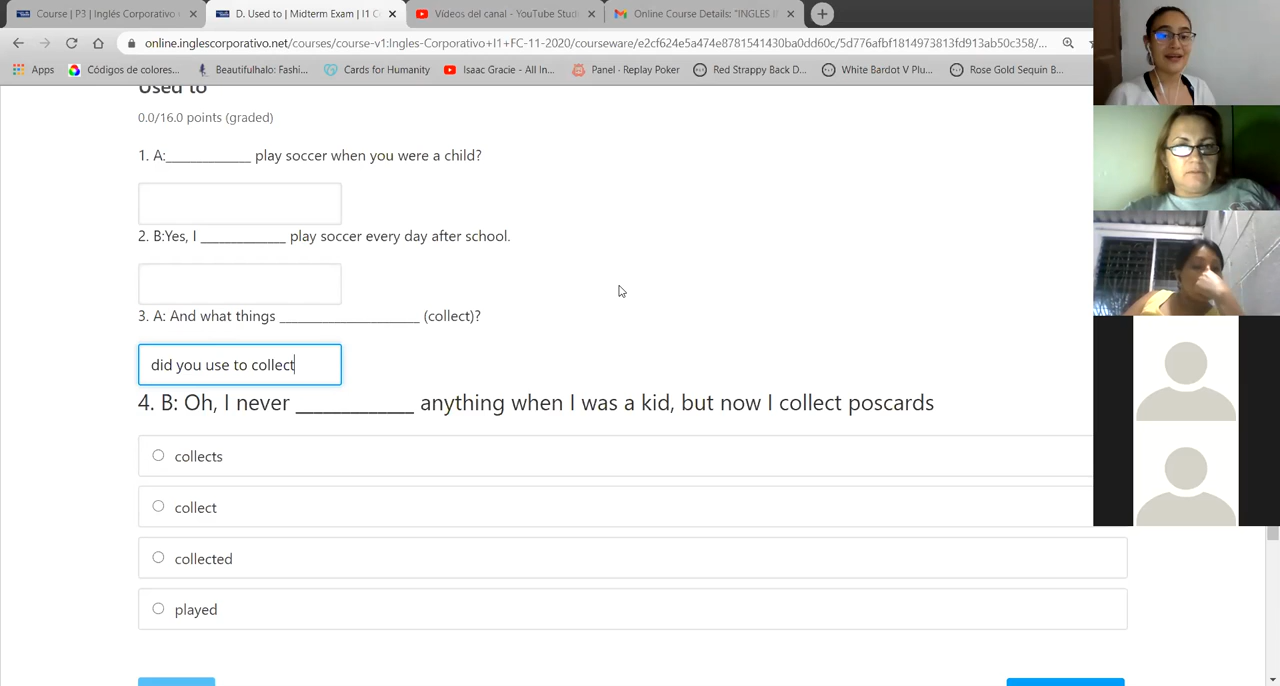 Course | P3 | Inglés Corporativo
D. Used to | Midterm Exam | I1 C
Vídeos del canal - YouTube Studi
Online Course Details: "INGLES I
online.inglescorporativo.net/courses/course-v1:Ingles-Corporativo+I1+FC-11-2020/courseware/e2cf624e5a474e8781541430ba0dd60c/5d776afbf1814973813fd913ab50c358/...
Apps
Códigos de colores...
Beautifulhalo: Fashi...
Cards for Humanity
Isaac Gracie - All In...
Panel · Replay Poker
Red Strappy Back D...
White Bardot V Plu...
Rose Gold Sequin B...
Used to
0.0/16.0 points (graded)
1. A:____________ play soccer when you were a child?
2. B:Yes, I ____________ play soccer every day after school.
3. A: And what things ____________________ (collect)?
did you use to collect
4. B: Oh, I never ___________ anything when I was a kid, but now I collect poscards
collects
collect
collected
played